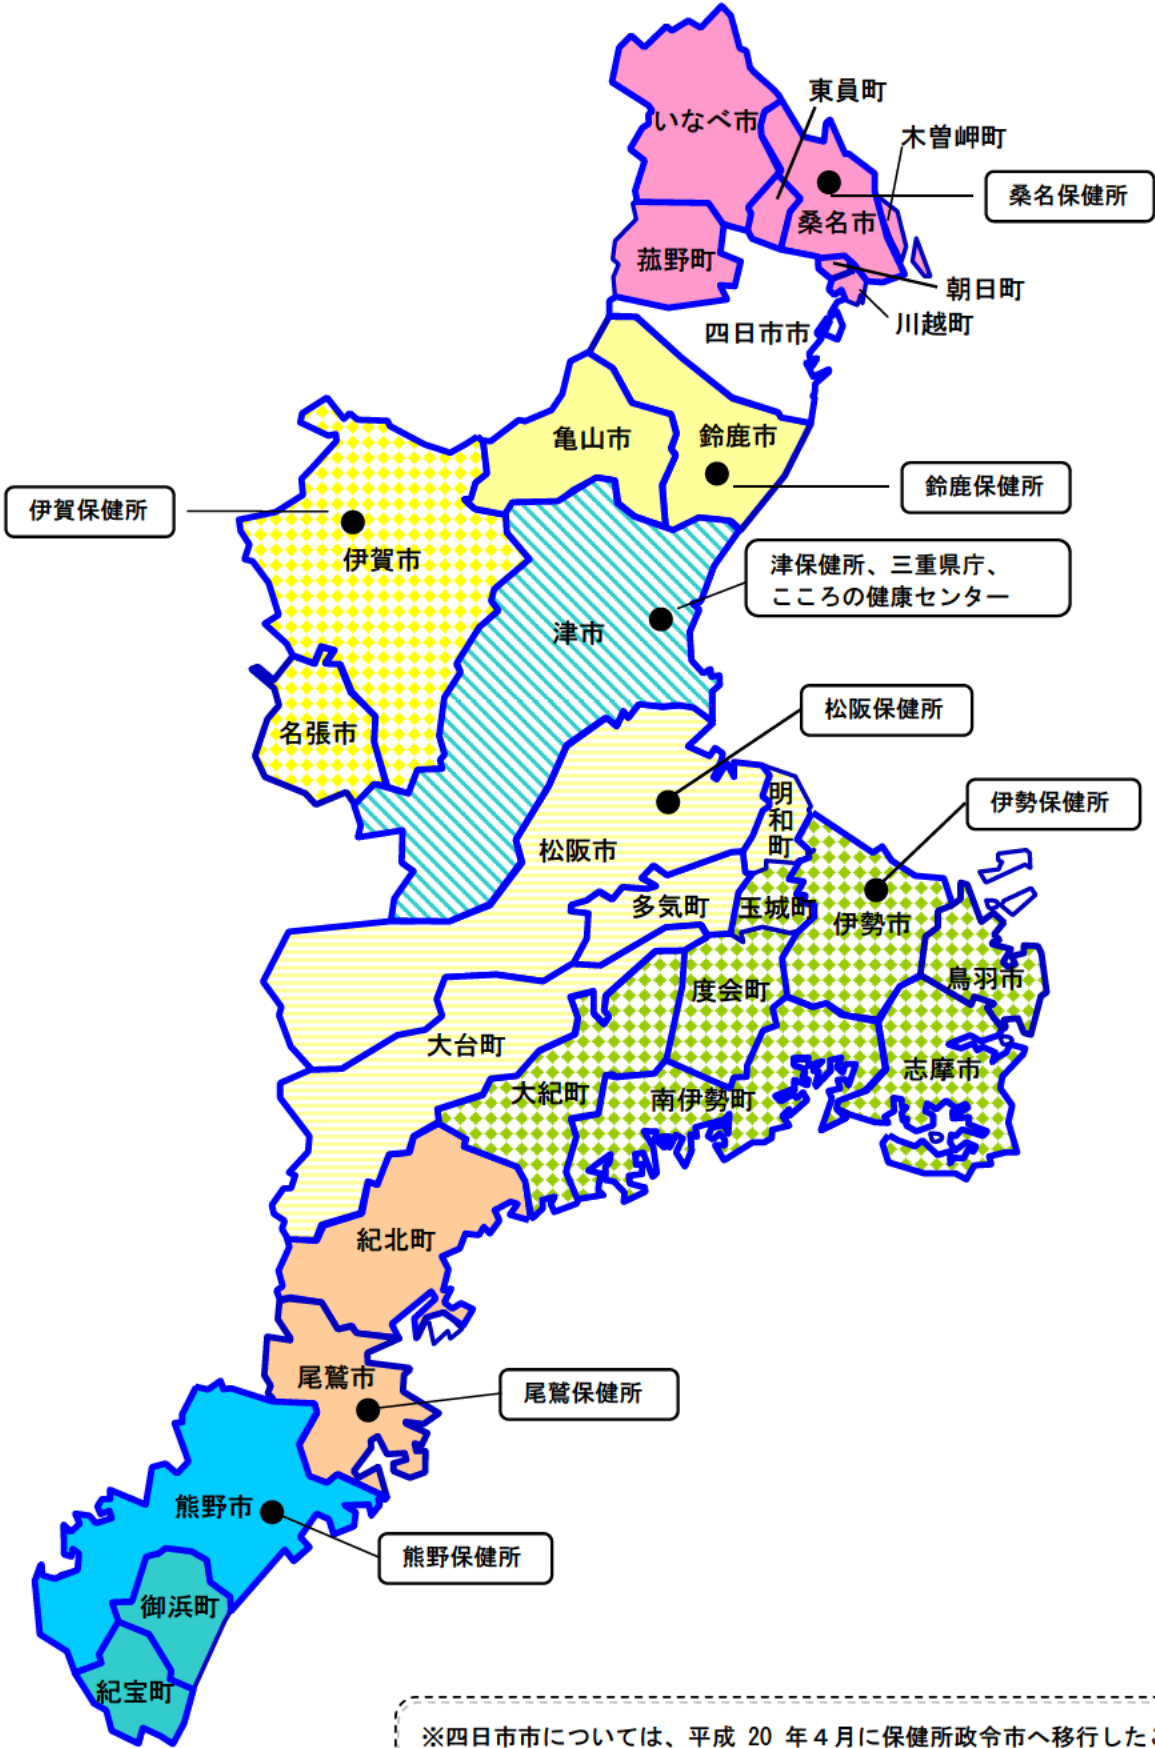 東員町
いなべ市
木曽岬町
桑名保健所
桑名市
菰野町
朝日町
川越町
四日市市
亀山市
鈴鹿市
鈴鹿保健所
伊賀保健所
伊賀市
津保健所、三重県庁、
こころの健康センター
津市
松阪保健所
名張市
明和町
伊勢保健所
松阪市
多気町
玉城町
伊勢市
鳥羽市
度会町
大台町
志摩市
大紀町
南伊勢町
紀北町
尾鷲市
尾鷲保健所
熊野市
熊野保健所
御浜町
紀宝町
※四日市市については、平成 20 年４月に保健所政令市へ移行した